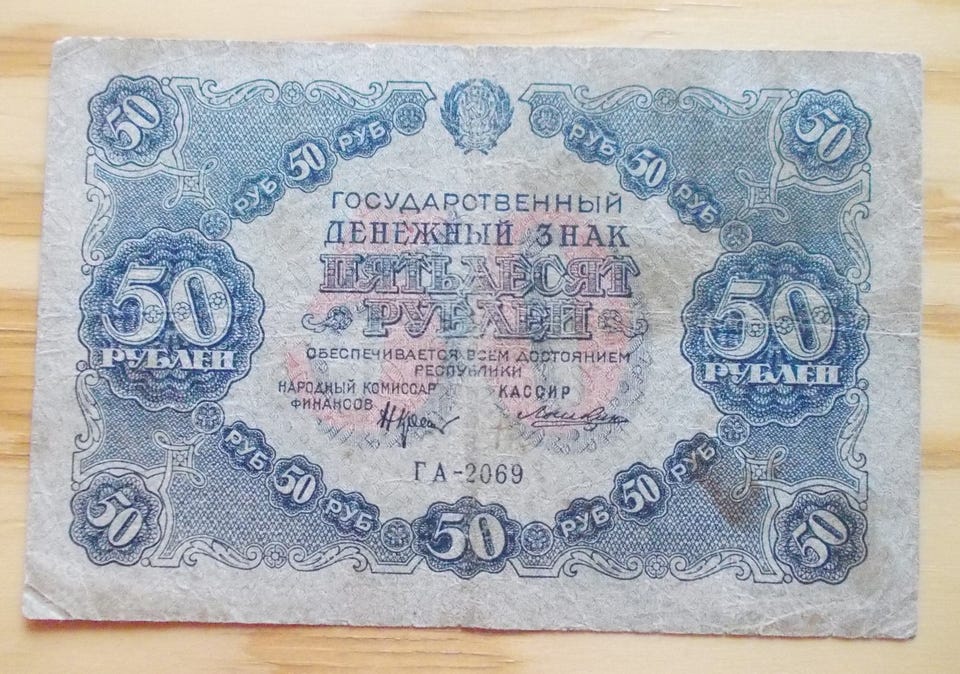 50
50
РУБ 50 РУБ
РУБ 50 РУБ
ГОСУДАРСТВЕННЫЙ
ДЕНЕЖНЫЙ ЗНАК
ПЯТЬДЕСЯТ
РУБЛЕЙ
50
РУБЛЕЙ
50
РУБЛЕЙ
ОБЕСПЕЧИВАЕТСЯ ВСЕМ ДОСТОЯНИЕМ
РЕСПУБЛИКИ
НАРОДНЫЙ КОМИССАР
ФИНАНСОВ
КАССИР
ГА-2069
РУБ 50 РУБ
50
РУБ 50 РУБ
50
50